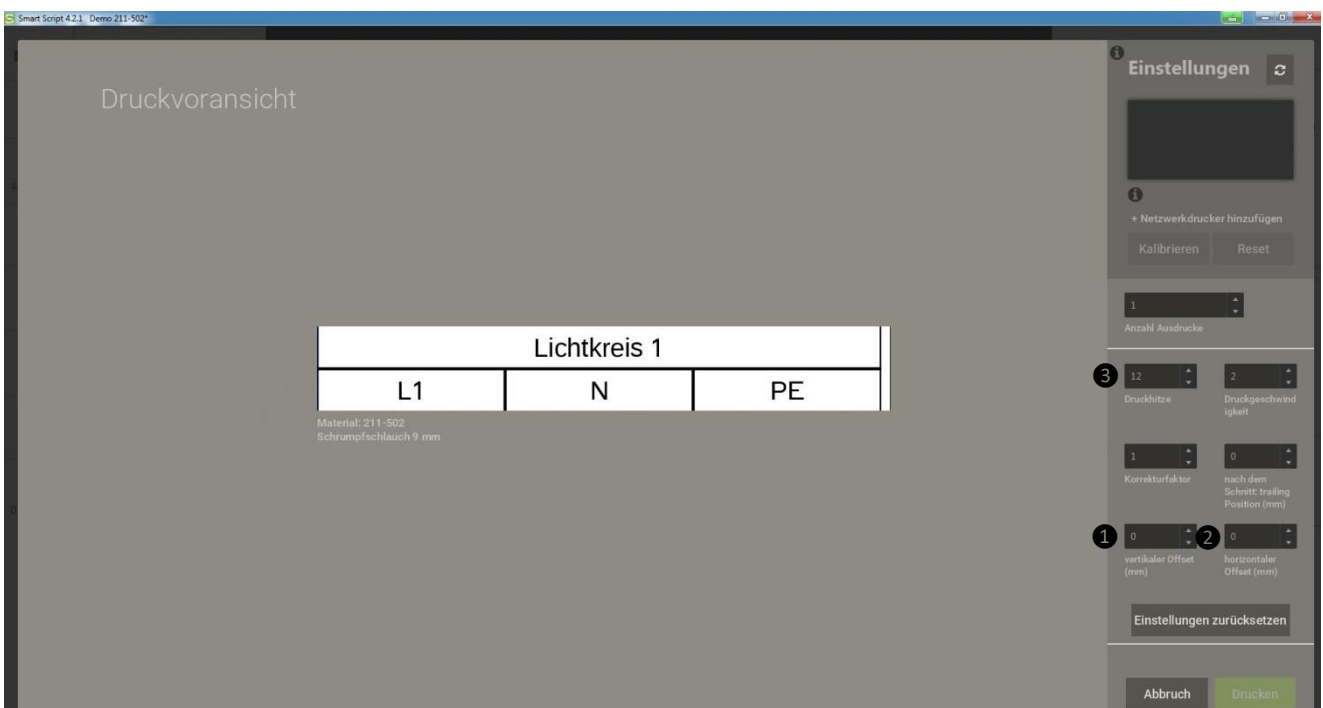 Smart Script 4.2.1 Demo 211-502*
Druckvoransicht
Lichtkreis 1
L1 N PE
Material: 211-502
Schrumpfschlauch 9 mm
Einstellungen
+ Netzwerkdrucker hinzufügen
Kalibrieren Reset
1
Anzahl Ausdrucke
3 12 2
Druckhitze Druckgeschwind
igkeit
1 0
Korrekturfaktor nach dem
Schnitt: trailing
Position (mm)
1 0 2 0
vertikaler Offset horizontaler
(mm) Offset (mm)
Einstellungen zurücksetzen
Abbruch Drucken